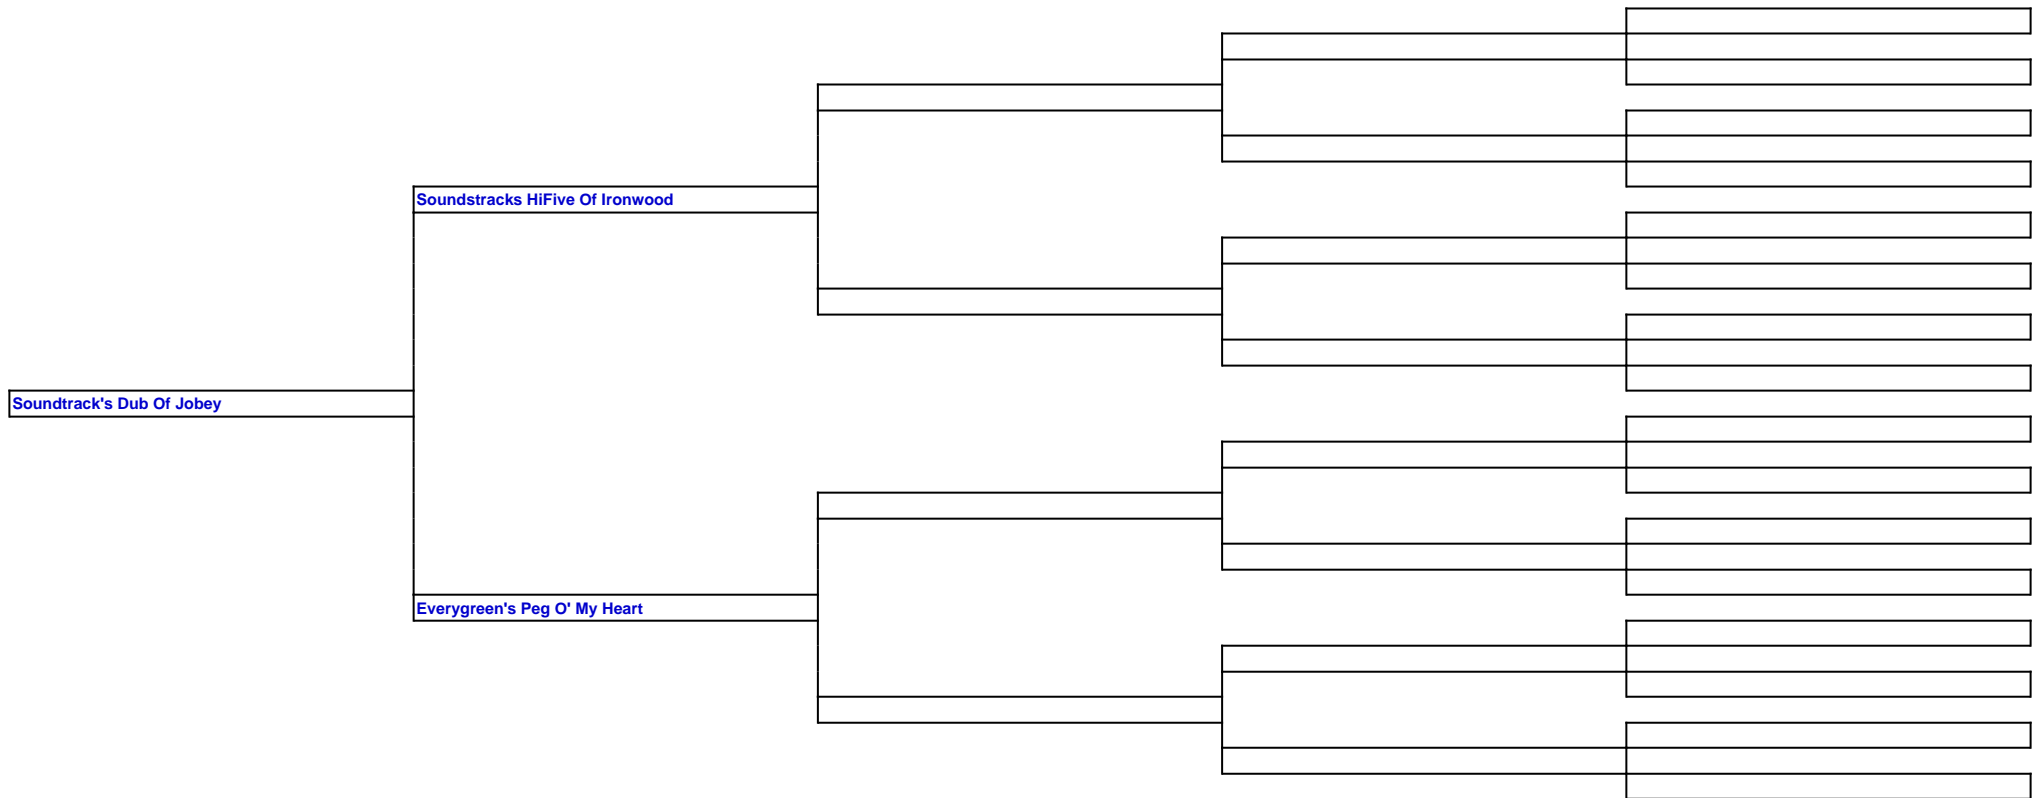 Soundstracks HiFive Of Ironwood
Soundtrack's Dub Of Jobey
Everygreen's Peg O' My Heart